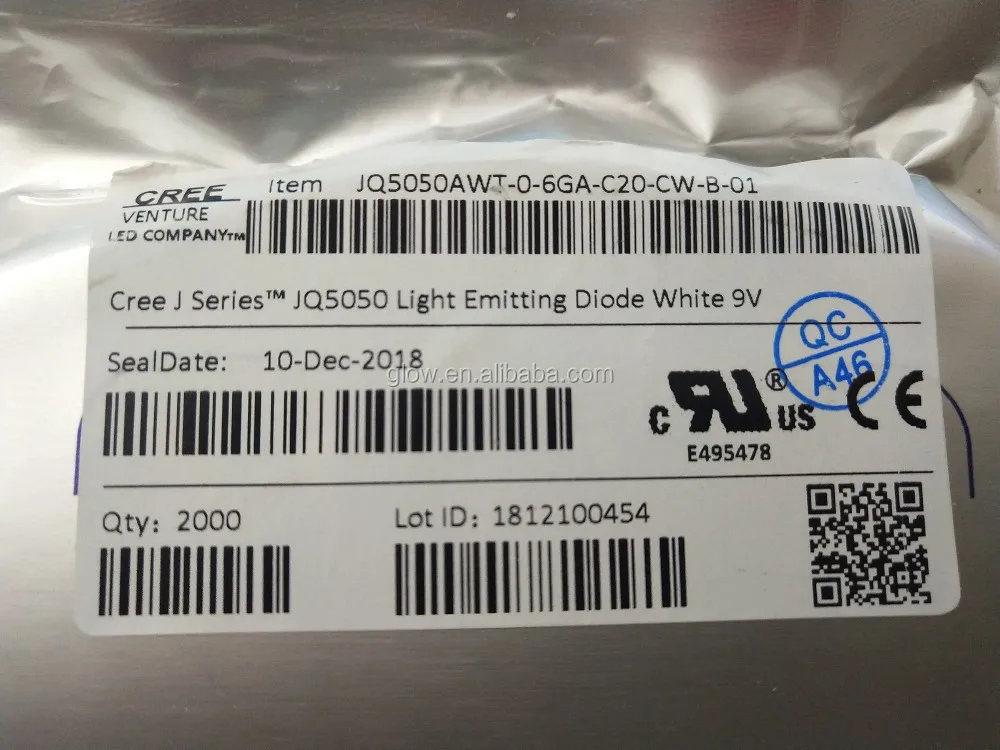 CREE
VENTURE
LED COMPANY™
Item JQ5050AWT-0-6GA-C20-CW-B-01
Cree J Series™ JQ5050 Light Emitting Diode White 9V
QC
A46
SealDate: 10-Dec-2018
glow.en.alibaba.com
c RU® US CE
E495478
Qty: 2000
Lot ID: 1812100454